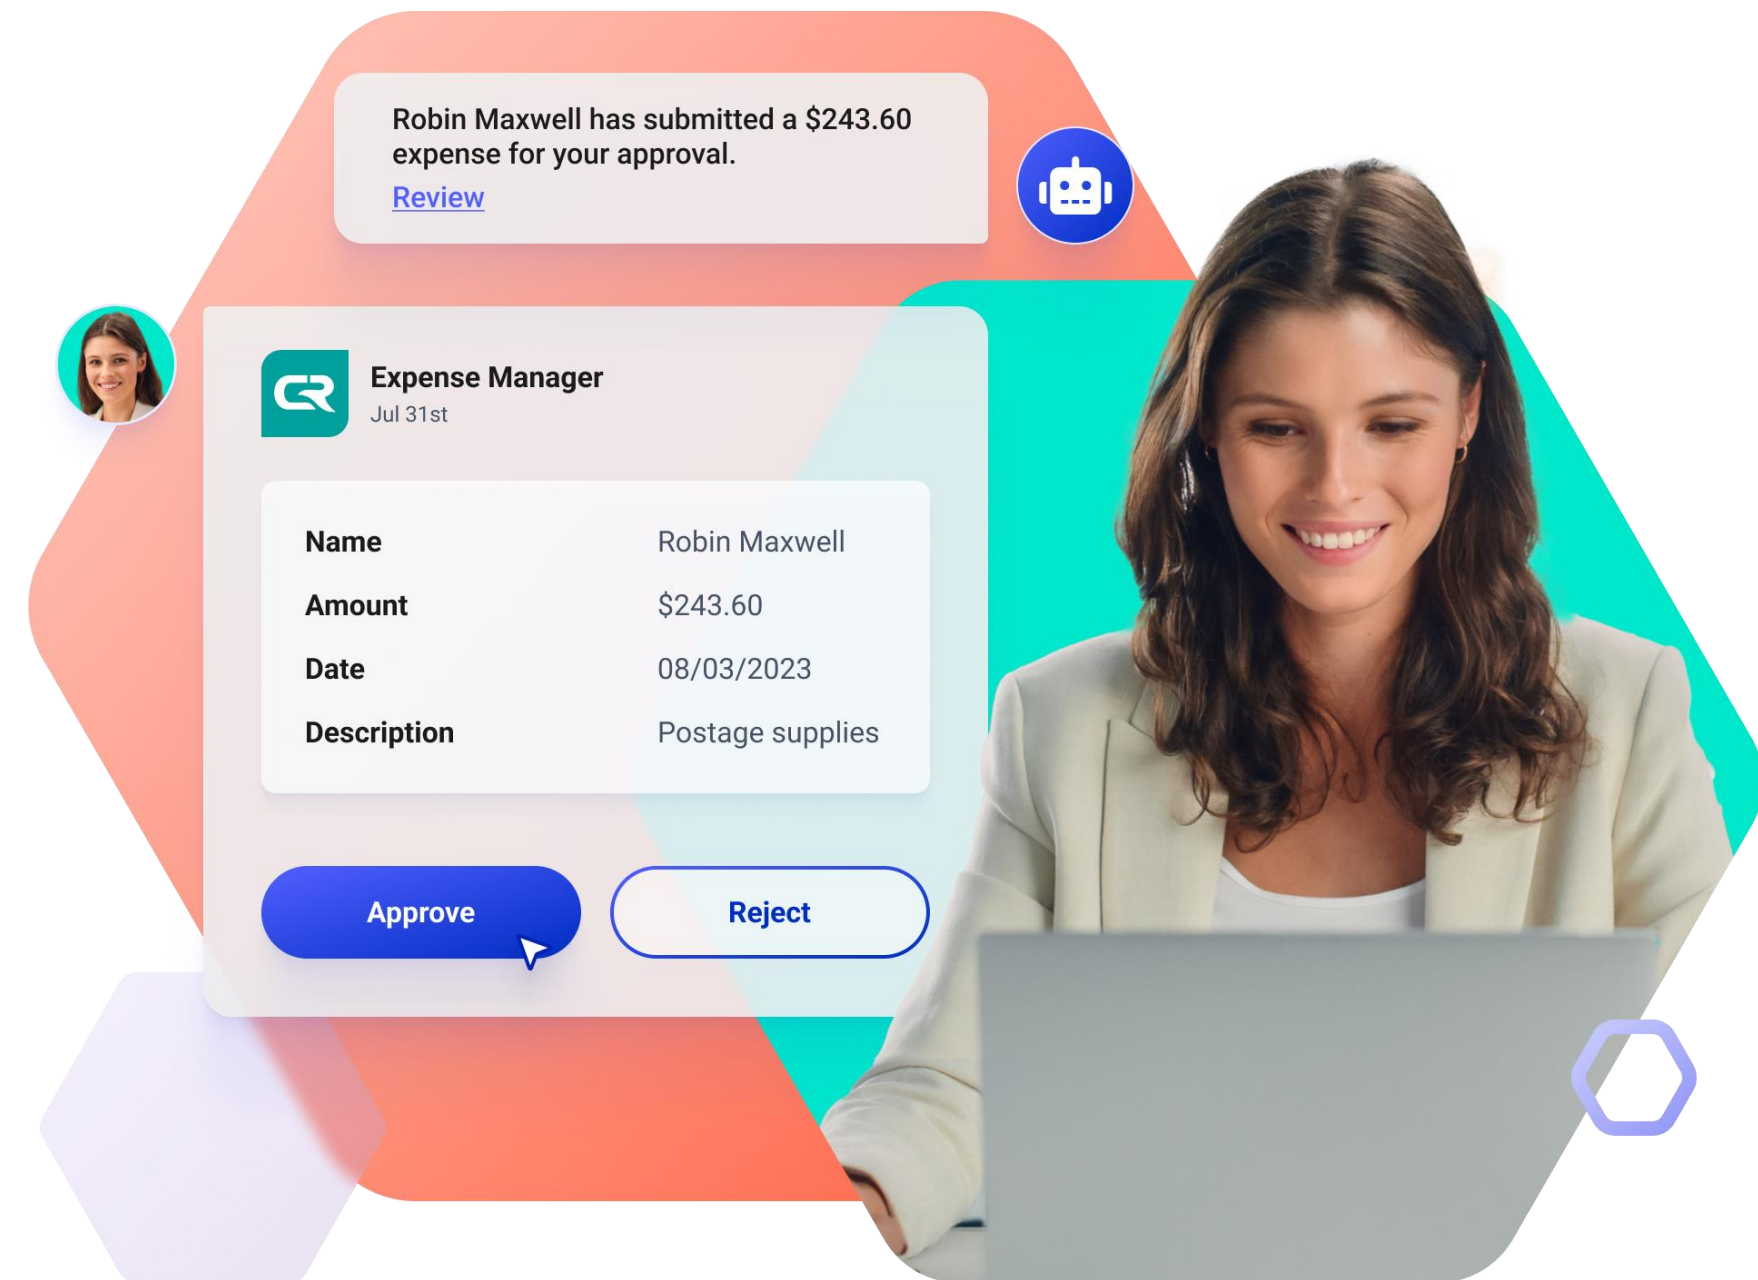 Robin Maxwell has submitted a $243.60
expense for your approval.
Review
CR
Expense Manager
Jul 31st
Name Robin Maxwell
Amount $243.60
Date 08/03/2023
Description Postage supplies
Approve Reject